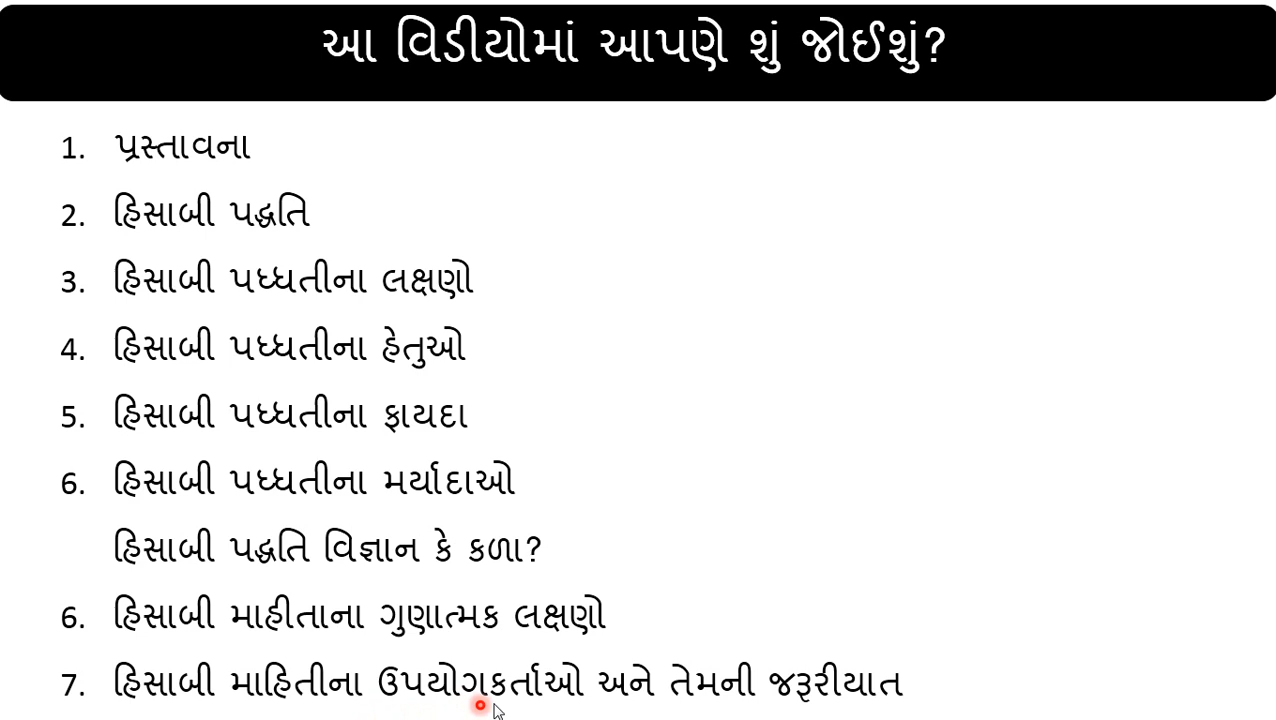 આ વિડીયોમાં આપણે શું જોઈશું?
1. પ્રસ્તાવના
2. હિસાબી પદ્ધતિ
3. હિસાબી પધ્ધતીના લક્ષણો
4. હિસાબી પધ્ધતીના હેતુઓ
5. હિસાબી પધ્ધતીના ફાયદા
6. હિસાબી પધ્ધતીના મર્યાદાઓ
હિસાબી પદ્ધતિ વિજ્ઞાન કે કળા?
6. હિસાબી માહીતાના ગુણાત્મક લક્ષણો
7. હિસાબી માહિતીના ઉપયોગકર્તાઓ અને તેમની જરૂરીયાત